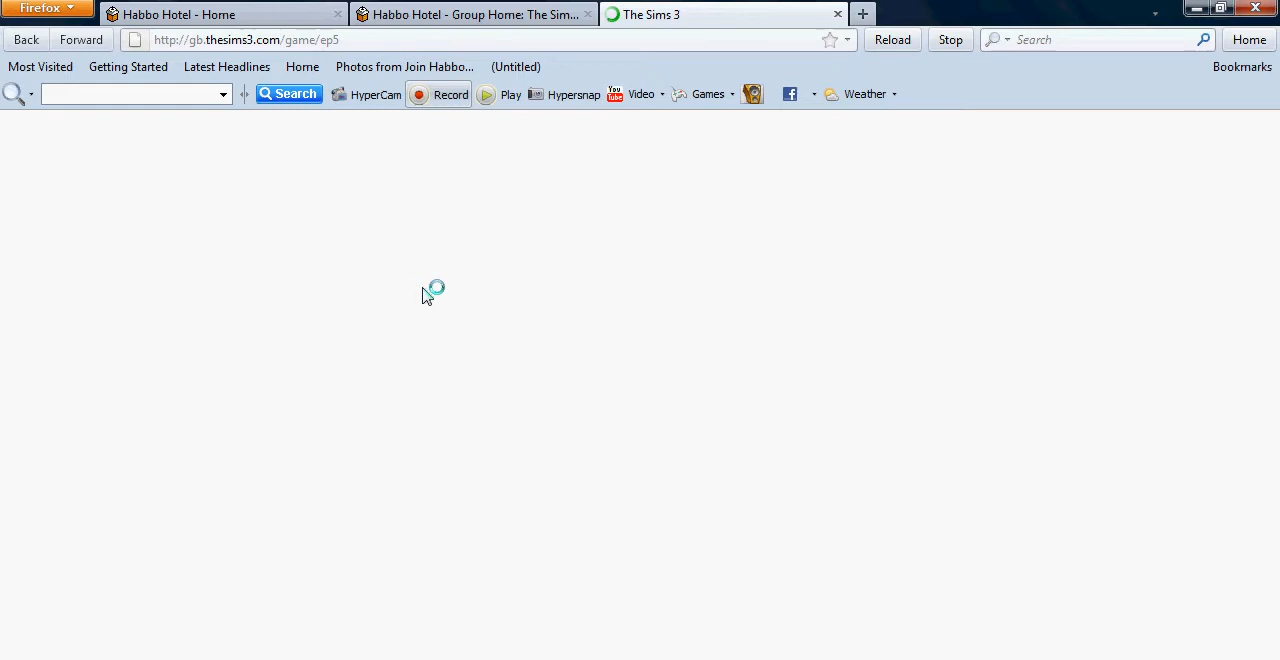 Firefox
Habbo Hotel - Home
Habbo Hotel - Group Home: The Sim...
The Sims 3
Back
Forward
http://gb.thesims3.com/game/ep5
Reload
Stop
Search
Home
Most Visited
Getting Started
Latest Headlines
Home
Photos from Join Habbo...
(Untitled)
Bookmarks
Search
HyperCam
Record
Play
Hypersnap
You Tube
Video
Games
Weather